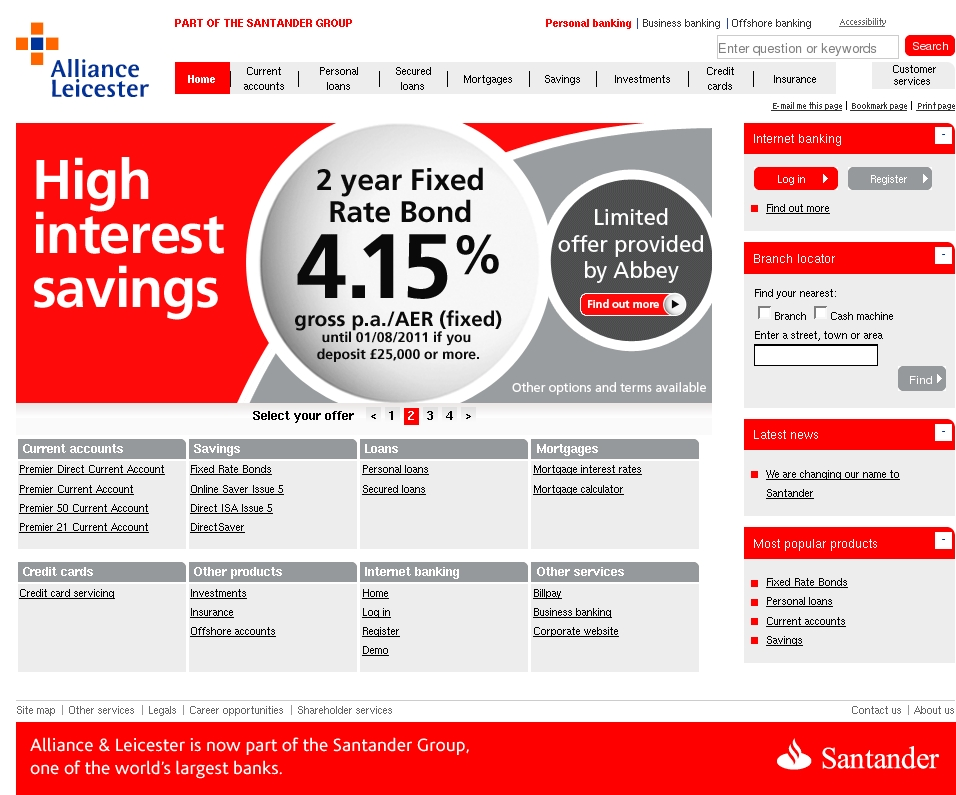 PART OF THE SANTANDER GROUP
Personal banking | Business banking | Offshore banking
Accessibility
Alliance
Leicester
Enter question or keywords
Search
Home
Current accounts
Personal loans
Secured loans
Mortgages
Savings
Investments
Credit cards
Insurance
Customer services
E-mail me this page | Bookmark page | Print page
High
interest
savings
2 year Fixed
Rate Bond
4.15%
gross p.a./AER (fixed)
until 01/08/2011 if you
deposit £25,000 or more.
Limited
offer provided
by Abbey
Find out more
Other options and terms available
Select your offer < 1 2 3 4 >
Internet banking -
Log in
Register
Find out more
Branch locator -
Find your nearest:
Branch Cash machine
Enter a street, town or area
Find
Latest news -
We are changing our name to
Santander
Most popular products -
Fixed Rate Bonds
Personal loans
Current accounts
Savings
Current accounts
Premier Direct Current Account
Premier Current Account
Premier 50 Current Account
Premier 21 Current Account
Savings
Fixed Rate Bonds
Online Saver Issue 5
Direct ISA Issue 5
DirectSaver
Loans
Personal loans
Secured loans
Mortgages
Mortgage interest rates
Mortgage calculator
Credit cards
Credit card servicing
Other products
Investments
Insurance
Offshore accounts
Internet banking
Home
Log in
Register
Demo
Other services
Billpay
Business banking
Corporate website
Site map | Other services | Legals | Career opportunities | Shareholder services
Contact us | About us
Alliance & Leicester is now part of the Santander Group,
one of the world's largest banks.
Santander